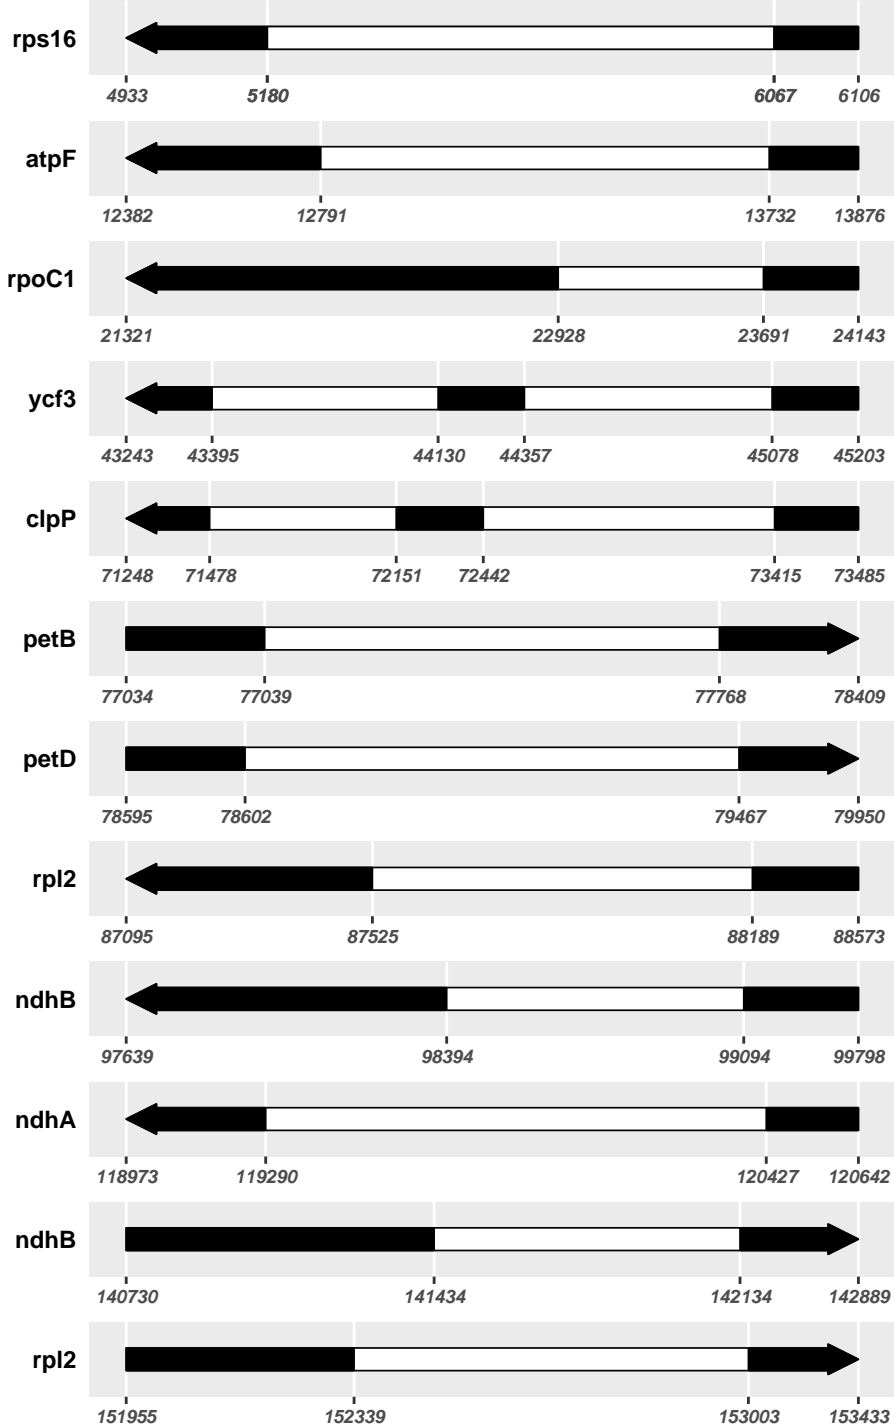 rps16
4933 5180 6067 6106
atpF
12382 12791 13732 13876
rpoC1
21321 22928 23691 24143
ycf3
43243 43395 44130 44357 45078 45203
clpP
71248 71478 72151 72442 73415 73485
petB
77034 77039 77768 78409
petD
78595 78602 79467 79950
rpl2
87095 87525 88189 88573
ndhB
97639 98394 99094 99798
ndhA
118973 119290 120427 120642
ndhB
140730 141434 142134 142889
rpl2
151955 152339 153003 153433